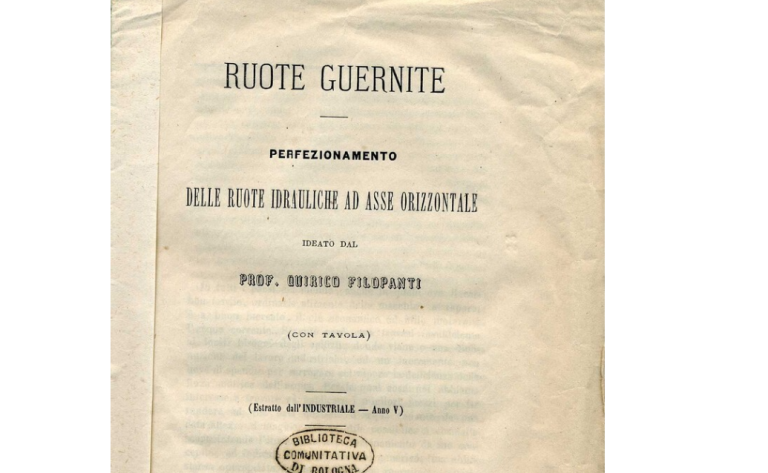 RUOTE GUERNITE
PERFEZIONAMENTO
DELLE RUOTE IDRAULICHE AD ASSE ORIZZONTALE
IDEATO DAL
PROF. QUIRICO FILOPANTI
(CON TAVOLA)
(Estratto dall' INDUSTRIALE — Anno V)
BIBLIOTECA
COMUNITATIVA
DI BOLOGNA